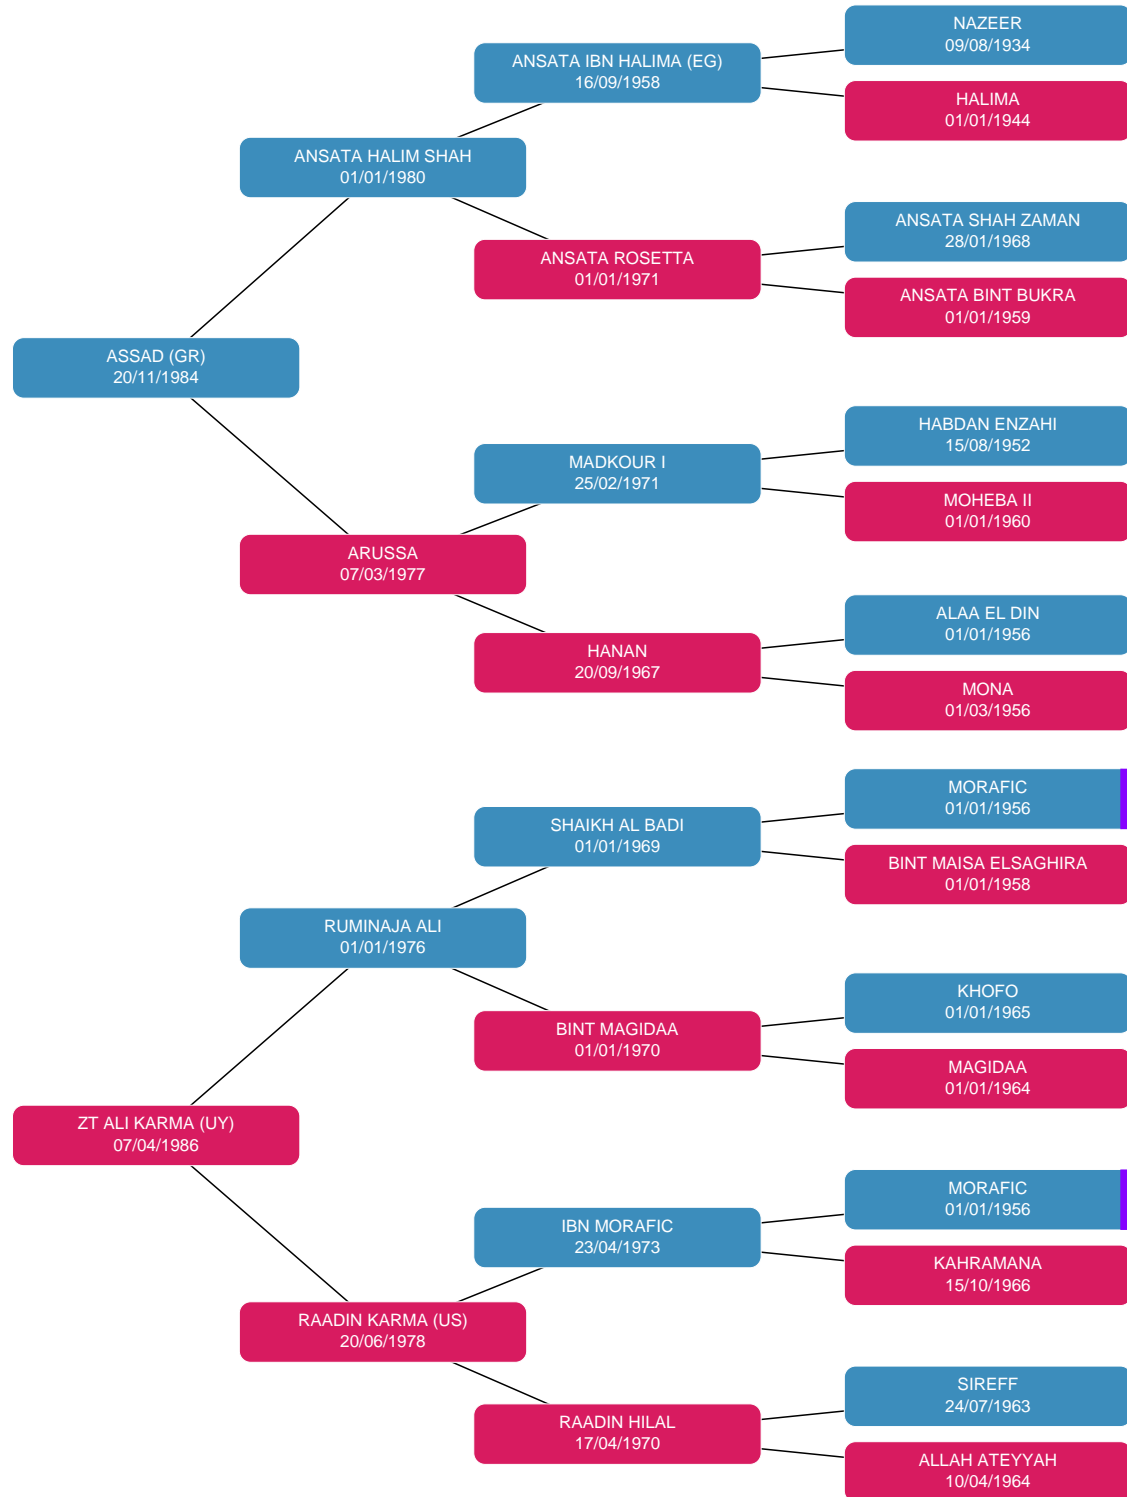 NAZEER
09/08/1934
ANSATA IBN HALIMA (EG)
16/09/1958
HALIMA
01/01/1944
ANSATA HALIM SHAH
01/01/1980
ANSATA SHAH ZAMAN
28/01/1968
ANSATA ROSETTA
01/01/1971
ANSATA BINT BUKRA
01/01/1959
ASSAD (GR)
20/11/1984
HABDAN ENZAHI
15/08/1952
MADKOUR I
25/02/1971
MOHEBA II
01/01/1960
ARUSSA
07/03/1977
ALAA EL DIN
01/01/1956
HANAN
20/09/1967
MONA
01/03/1956
MORAFIC
01/01/1956
SHAIKH AL BADI
01/01/1969
BINT MAISA ELSAGHIRA
01/01/1958
RUMINAJA ALI
01/01/1976
KHOFO
01/01/1965
BINT MAGIDAA
01/01/1970
MAGIDAA
01/01/1964
ZT ALI KARMA (UY)
07/04/1986
MORAFIC
01/01/1956
IBN MORAFIC
23/04/1973
KAHRAMANA
15/10/1966
RAADIN KARMA (US)
20/06/1978
SIREFF
24/07/1963
RAADIN HILAL
17/04/1970
ALLAH ATEYYAH
10/04/1964